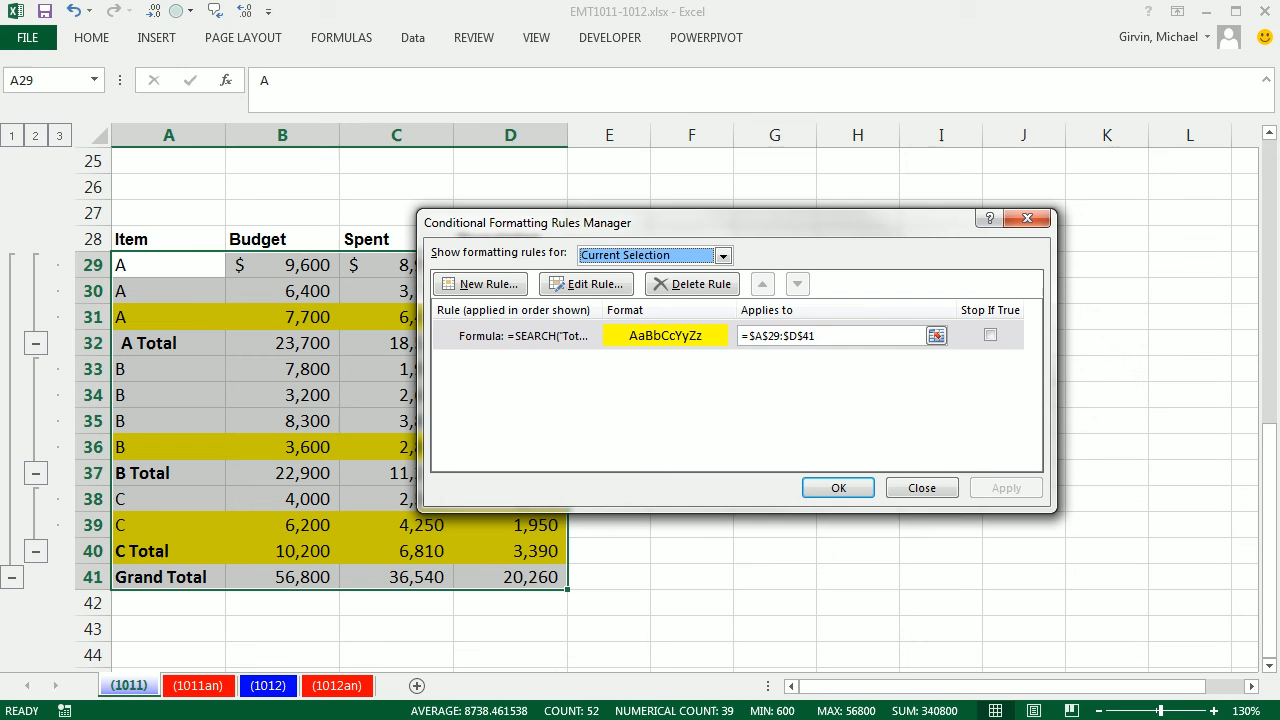 EMT1011-1012.xlsx - Excel
FILE HOME INSERT PAGE LAYOUT FORMULAS Data REVIEW VIEW DEVELOPER POWERPIVOT Girvin, Michael
A29 fx A
1 2 3 A B C D E F G H I J K L
25
26
27
28 Item Budget Spent
29 A $ 9,600 $ 8,
30 A 6,400 3,
31 A 7,700 6,
32 A Total 23,700 18,
33 B 7,800 1,
34 B 3,200 2,
35 B 8,300 3,
36 B 3,600 2,
37 B Total 22,900 11,
38 C 4,000 2,
39 C 6,200 4,250 1,950
40 C Total 10,200 6,810 3,390
41 Grand Total 56,800 36,540 20,260
42
43
44
Conditional Formatting Rules Manager
Show formatting rules for: Current Selection
New Rule... Edit Rule... Delete Rule
Rule (applied in order shown) Format Applies to Stop If True
Formula: =SEARCH("Tot... AaBbCcYyZz =$A$29:$D$41
OK Close Apply
(1011) (1011an) (1012) (1012an)
READY AVERAGE: 8738.461538 COUNT: 52 NUMERICAL COUNT: 39 MIN: 600 MAX: 56800 SUM: 340800 130%